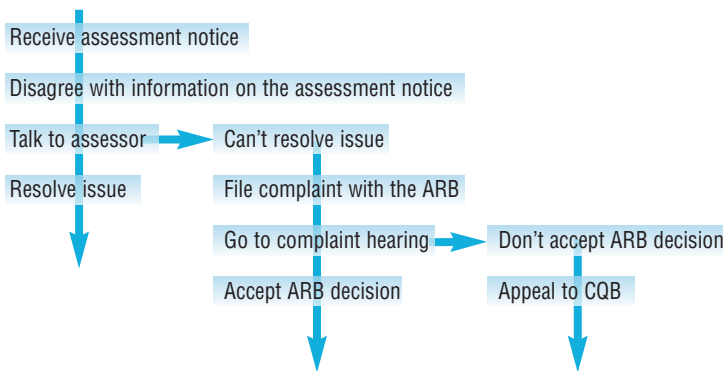 Receive assessment notice
Disagree with information on the assessment notice
Talk to assessor
Resolve issue
Can't resolve issue
File complaint with the ARB
Go to complaint hearing
Accept ARB decision
Don't accept ARB decision
Appeal to CQB